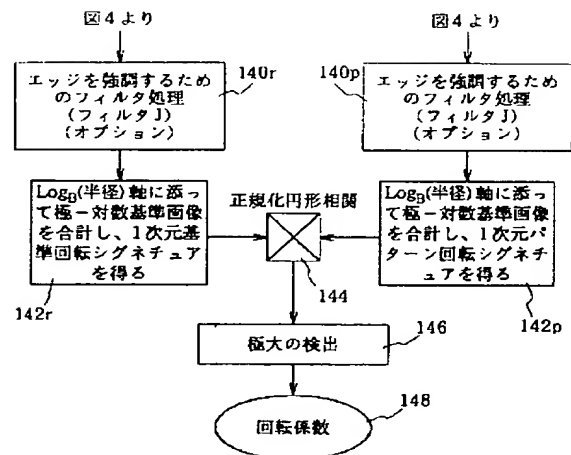 図4より
図4より
エッジを強調するため
のフィルタ処理
(フィルタJ)
(オプション)
140r
エッジを強調するため
のフィルタ処理
(フィルタJ)
(オプション)
140p
LogB(半径)軸に添っ
て極-対数基準画像
を合計し、1次元基
準回転シグネチュア
を得る
142r
正規化円形相関
144
LogB(半径)軸に添っ
て極-対数基準画像
を合計し、1次元パ
ターン回転シグネチ
ュアを得る
142p
極大の検出
146
回転係数
148